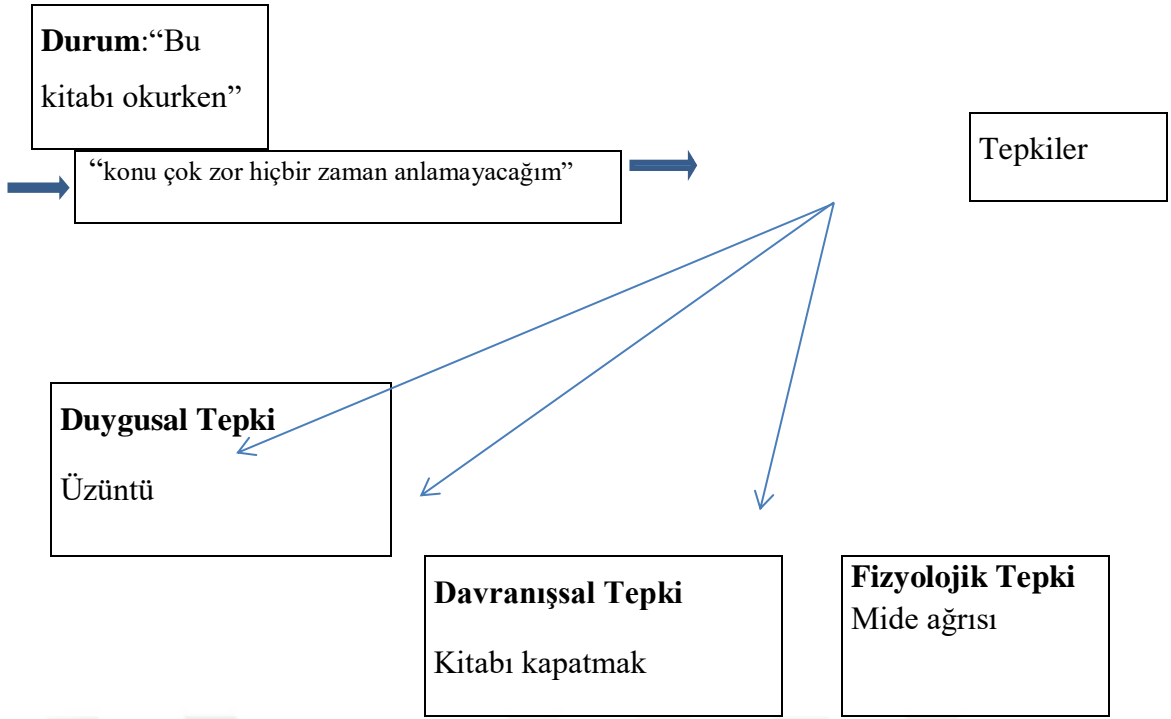 Durum:“Bu
kitabı okurken”
“konu çok zor hiçbir zaman anlamayacağım”
Tepkiler
Duygusal Tepki
Üzüntü
Davranışsal Tepki
Kitabı kapatmak
Fizyolojik Tepki
Mide ağrısı